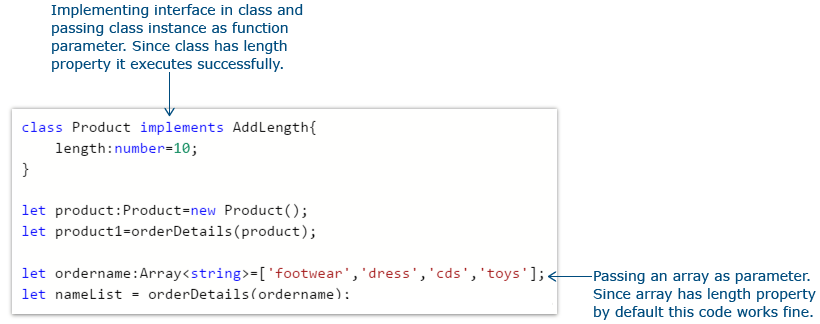 Implementing interface in class and
passing class instance as function
parameter. Since class has length
property it executes successfully.
class Product implements AddLength{
    length:number=10;
}
let product:Product=new Product();
let product1=orderDetails(product);
let ordername:Array<string>=['footwear','dress','cds','toys'];
let nameList = orderDetails(ordername);
Passing an array as parameter.
Since array has length property
by default this code works fine.